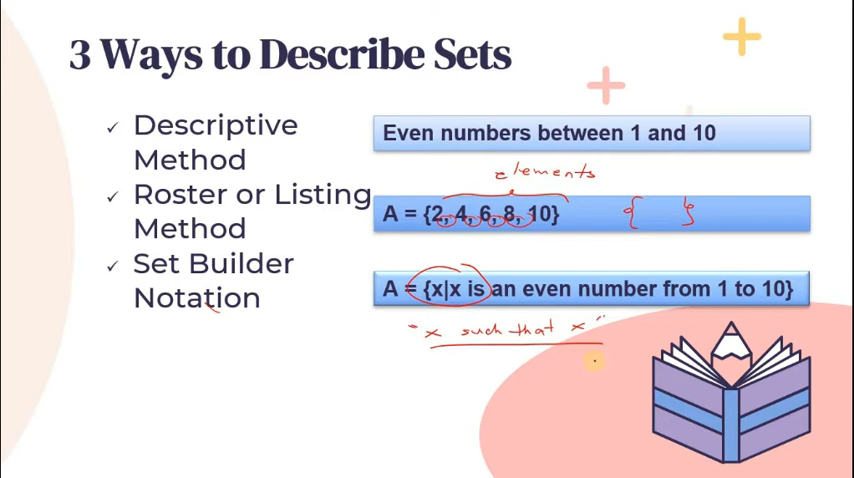 3 Ways to Describe Sets
✓ Descriptive
Method
Even numbers between 1 and 10
elements
✓ Roster or Listing
Method
A = {2, 4, 6, 8, 10}
{ }
✓ Set Builder
Notation
A = {x|x is an even number from 1 to 10}
"x such that x"